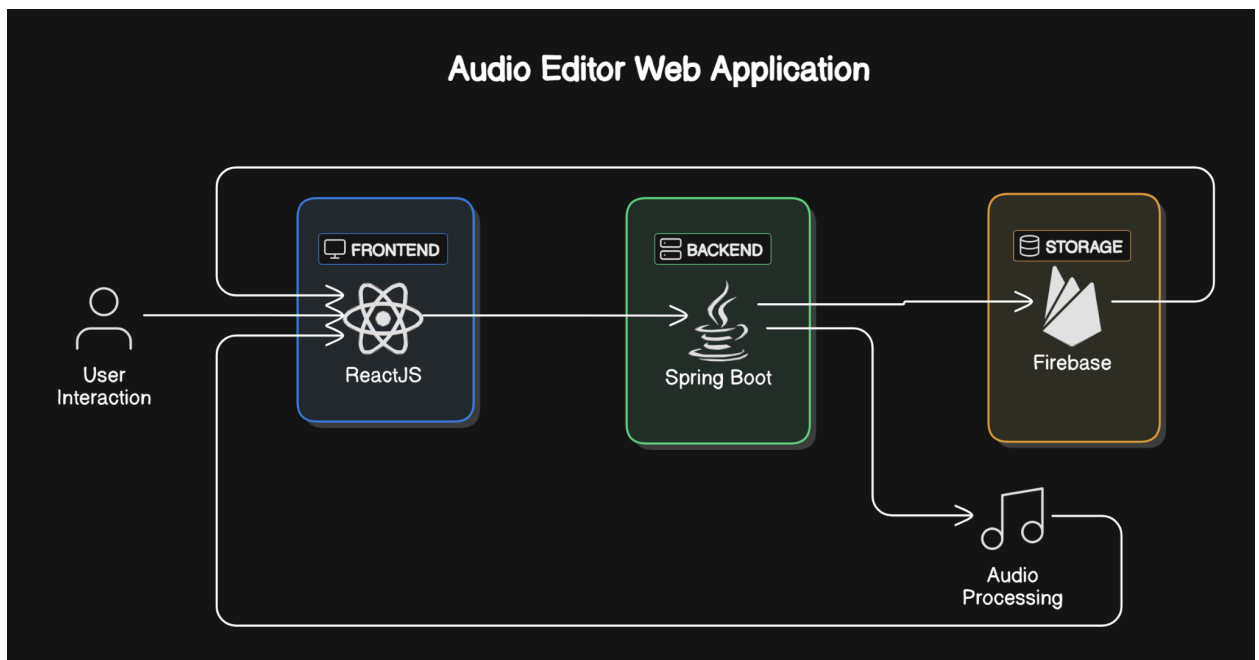 Audio Editor Web Application
FRONTEND
BACKEND
STORAGE
User
Interaction
ReactJS
Spring Boot
Firebase
Audio
Processing